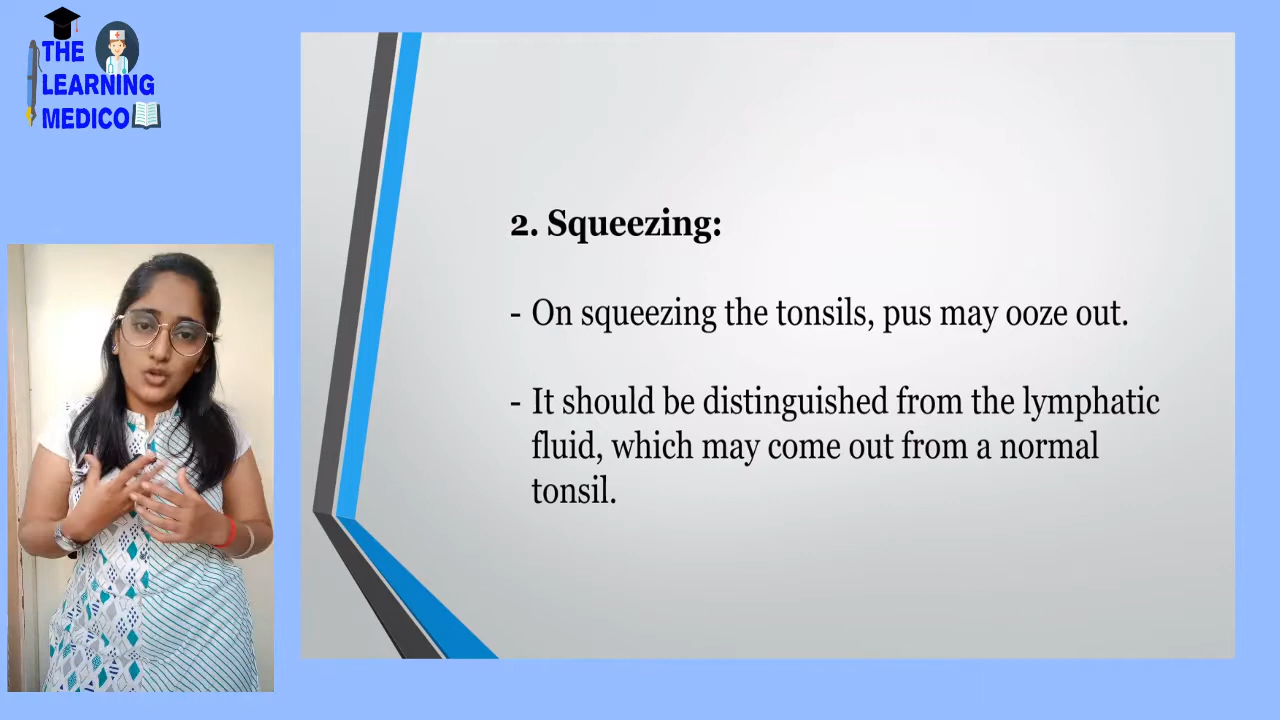 THE
LEARNING
MEDICO
2. Squeezing:
- On squeezing the tonsils, pus may ooze out.
- It should be distinguished from the lymphatic
fluid, which may come out from a normal
tonsil.